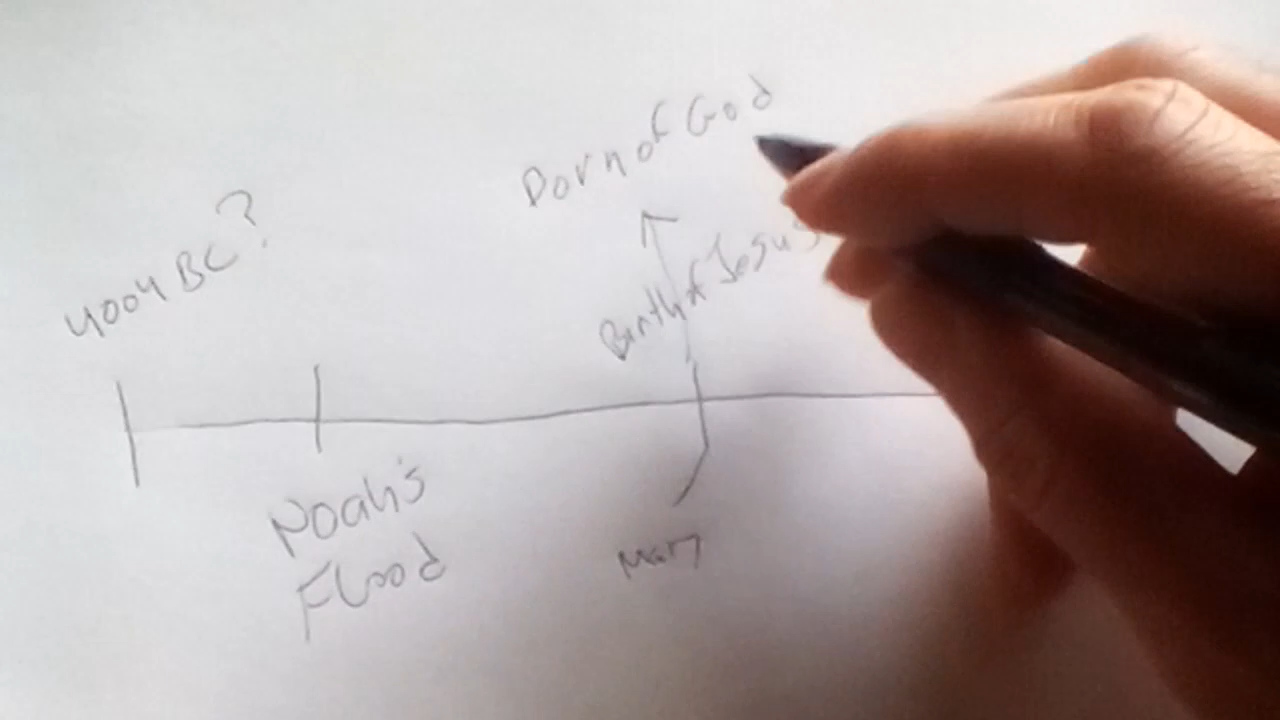 4004 BC?
Born of God
Birth of Jesus
Noah's
Flood
Mary